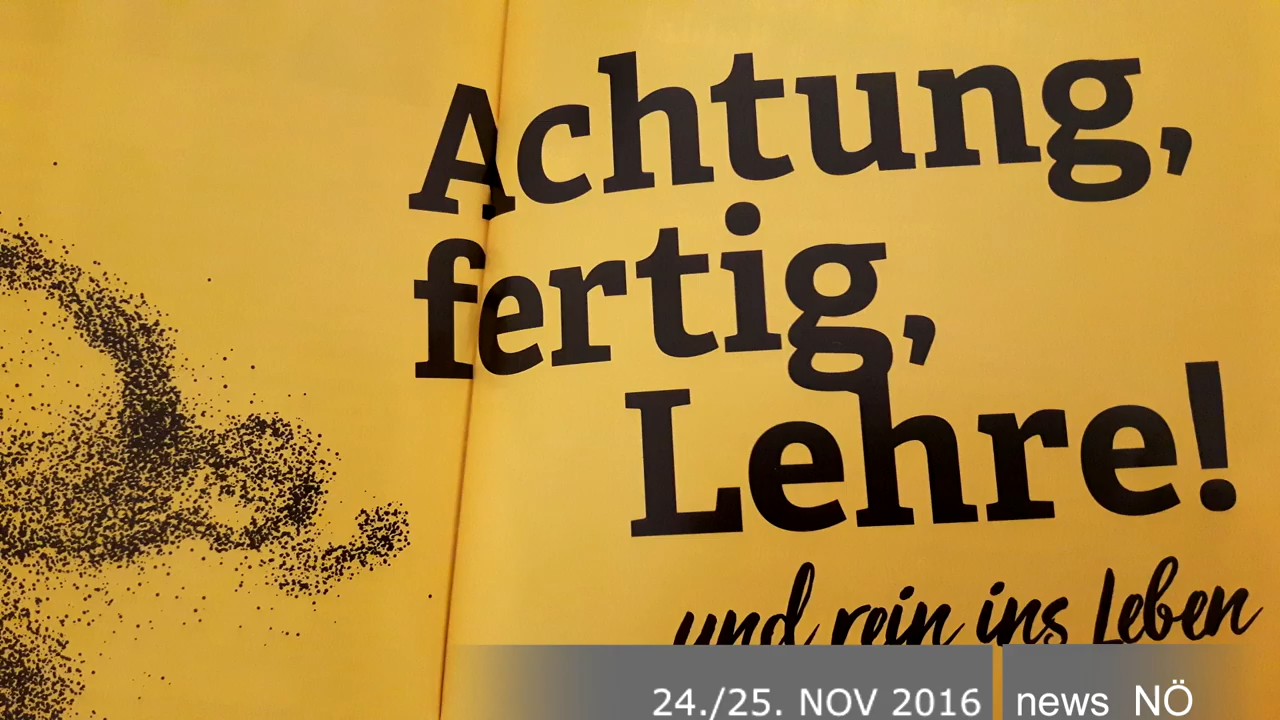 Achtung,
fertig,
Lehre!
und rein ins Leben
24./25. NOV 2016 news NÖ